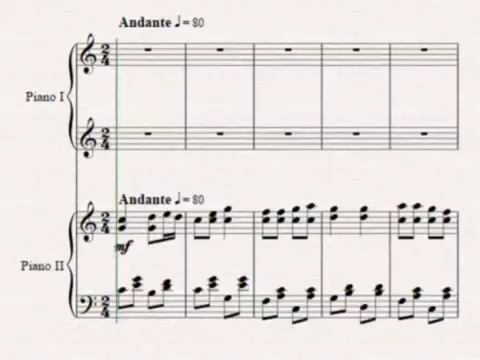 Andante ♩= 80
Piano I
Andante ♩= 80
mf
Piano II